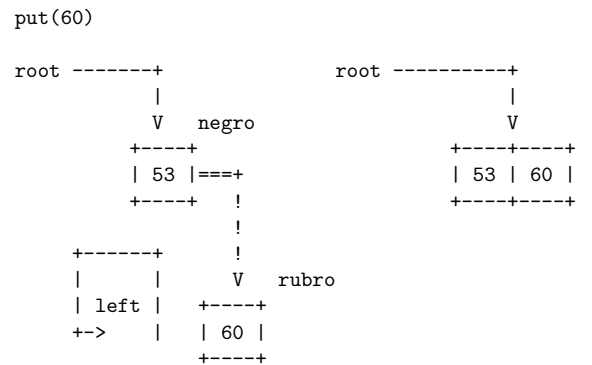 put(60)
root -------+ root ----------+
| |
V negro V
+----+ +----+----+
| 53 |===+ | 53 | 60 |
+----+ ! +----+----+
!
+------+ !
| | V rubro
| left | +----+
+-> | | 60 |
+----+